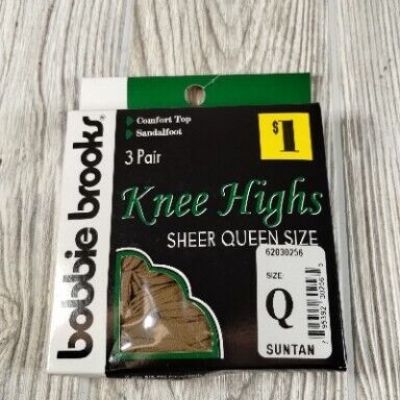 bobbie brooks®
Comfort Top
Sandalfoot
$1
3 Pair
Knee Highs
SHEER QUEEN SIZE
62030256
SIZE:
Q
SUNTAN